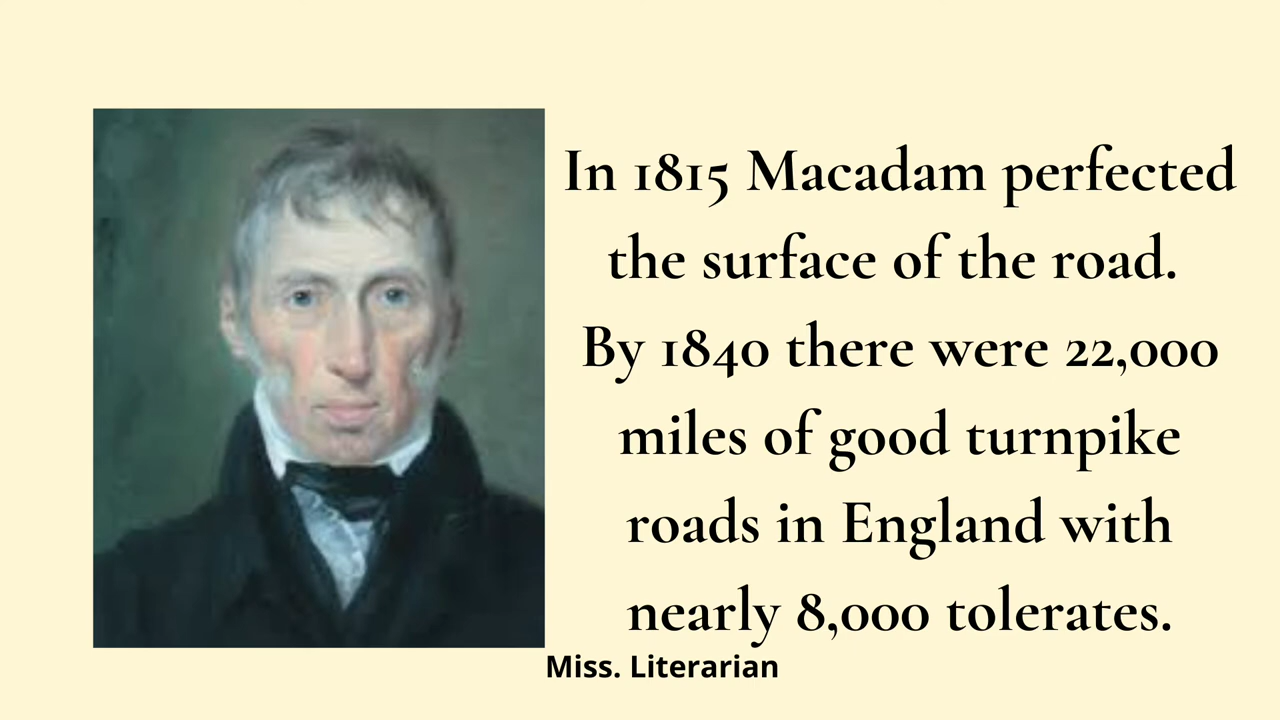 In 1815 Macadam perfected
the surface of the road.
By 1840 there were 22,000
miles of good turnpike
roads in England with
nearly 8,000 tolerates.
Miss. Literarian